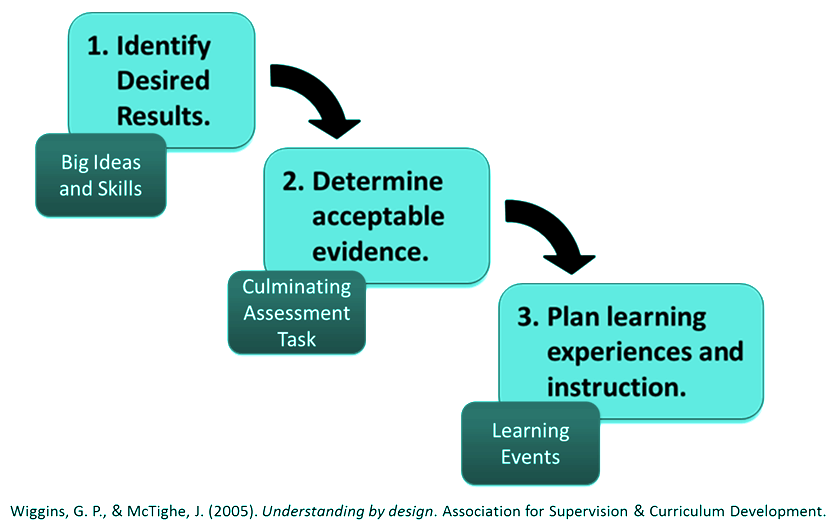 1. Identify
Desired
Results.
Big Ideas
and Skills
2. Determine
acceptable
evidence.
Culminating
Assessment
Task
3. Plan learning
experiences and
instruction.
Learning
Events
Wiggins, G. P., & McTighe, J. (2005). Understanding by design. Association for Supervision & Curriculum Development.